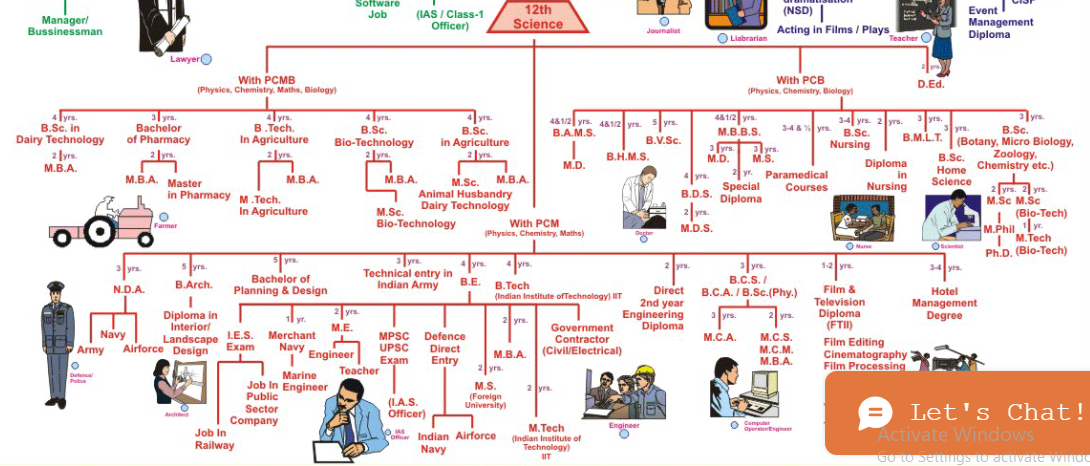 Manager/
Bussinessman
Lawyer
Software
Job
(IAS / Class-1
Officer)
12th
Science
Journalist
Liabrarian
dramatisation
(NSD)
Acting in Films / Plays
Teacher
CISF
Event
Management
Diploma
2 yrs.
D.Ed.
With PCMB
(Physics, Chemistry, Maths, Biology)
4 yrs.
B.Sc. in
Dairy Technology
2 yrs.
M.B.A.
3 yrs.
Bachelor
of Pharmacy
2 yrs.
M.B.A.
Master
in Pharmacy
4 yrs.
B .Tech.
In Agriculture
2 yrs.
M.B.A.
M .Tech.
In Agriculture
4 yrs.
B.Sc.
Bio-Technology
2 yrs.
M.B.A.
M.Sc.
Bio-Technology
4 yrs.
B.Sc.
in Agriculture
2 yrs.
M.Sc.
Animal Husbandry
Dairy Technology
M.B.A.
Farmer
With PCB
(Physics, Chemistry, Biology)
4&1/2 yrs.
B.A.M.S.
M.D.
4&1/2 yrs.
B.H.M.S.
5 yrs.
B.V.Sc.
4 yrs.
B.D.S.
2 yrs.
M.D.S.
4&1/2 yrs.
M.B.B.S.
3 yrs.
M.D.
3 yrs.
M.S.
2 yr.
Special
Diploma
3-4 & ½ yrs.
Paramedical
Courses
3-4 yrs.
B.Sc.
Nursing
2 yrs.
Diploma
in
Nursing
3 yrs.
B.M.L.T.
3 yrs.
B.Sc.
Home
Science
3 yrs.
B.Sc.
(Botany, Micro Biology,
Zoology,
Chemistry etc.)
2 yrs.
M.Sc
M.Phil
Ph.D.
2 yrs.
M.Sc
(Bio-Tech)
1 yr.
M.Tech
(Bio-Tech)
Doctor
Nurse
Scientist
With PCM
(Physics, Chemistry, Maths)
3 yrs.
N.D.A.
Army
Navy
Airforce
Defence/
Police
5 yrs.
B.Arch.
Diploma in
Interior/
Landscape
Design
Architect
5 yrs.
Bachelor of
Planning & Design
3 yrs.
Technical entry in
Indian Army
4 yrs.
B.E.
4 yrs.
B.Tech
(Indian Institute ofTechnology) IIT
I.E.S.
Exam
Job In
Railway
Job In
Public
Sector
Company
1 yr.
Merchant
Navy
Marine
Engineer
2 yrs.
M.E.
Engineer
Teacher
MPSC
UPSC
Exam
(I.A.S.
Officer)
IAS
Officer
Defence
Direct
Entry
Indian
Navy
Airforce
2 yrs.
M.S.
(Foreign
University)
2 yrs.
M.B.A.
2 yrs.
M.Tech
(Indian Institute of
Technology)
IIT
Government
Contractor
(Civil/Electrical)
Engineer
2 yrs.
Direct
2nd year
Engineering
Diploma
3 yrs.
B.C.S. /
B.C.A. / B.Sc.(Phy.)
3 yrs.
M.C.A.
2 yrs.
M.C.S.
M.C.M.
M.B.A.
Computer
Operator/Engineer
1-2 yrs.
Film &
Television
Diploma
(FTII)
Film Editing
Cinematography
Film Processing
3-4 yrs.
Hotel
Management
Degree
Let's Chat!
Activate Windows
Go to Settings to activate Windo